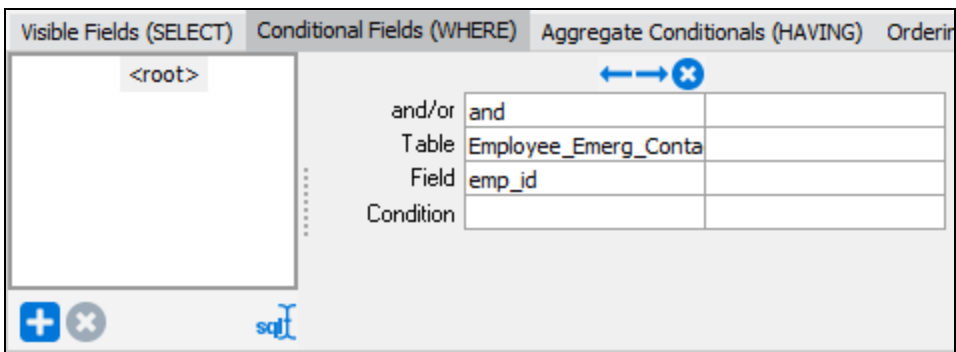 Visible Fields (SELECT) Conditional Fields (WHERE) Aggregate Conditionals (HAVING) Orderin
<root>
and/or and
Table Employee_Emerg_Conta
Field emp_id
Condition
sql